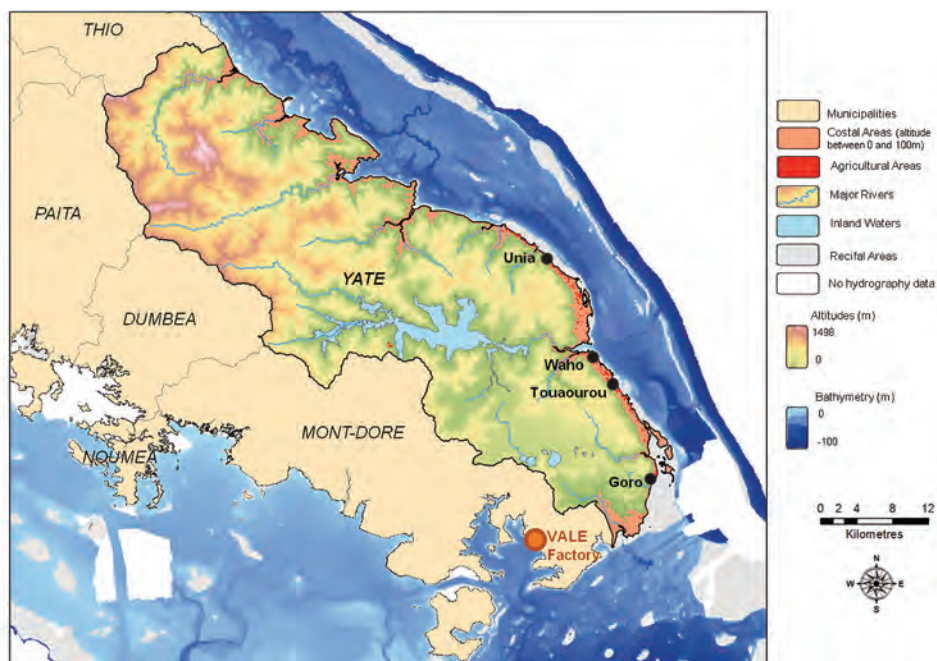 THIO
PAITA
DUMBEA
NOUMEA
MONT-DORE
YATE
Unia
Waho
Touaourou
Goro
VALE
Factory
Municipalities
Costal Areas (altitude
between 0 and 100m)
Agricultural Areas
Major Rivers
Inland Waters
Recifal Areas
No hydrography data
Altitudes (m)
1498
0
Bathymetry (m)
0
-100
0 2 4 6 8 12
Kilometres
N
W E
S